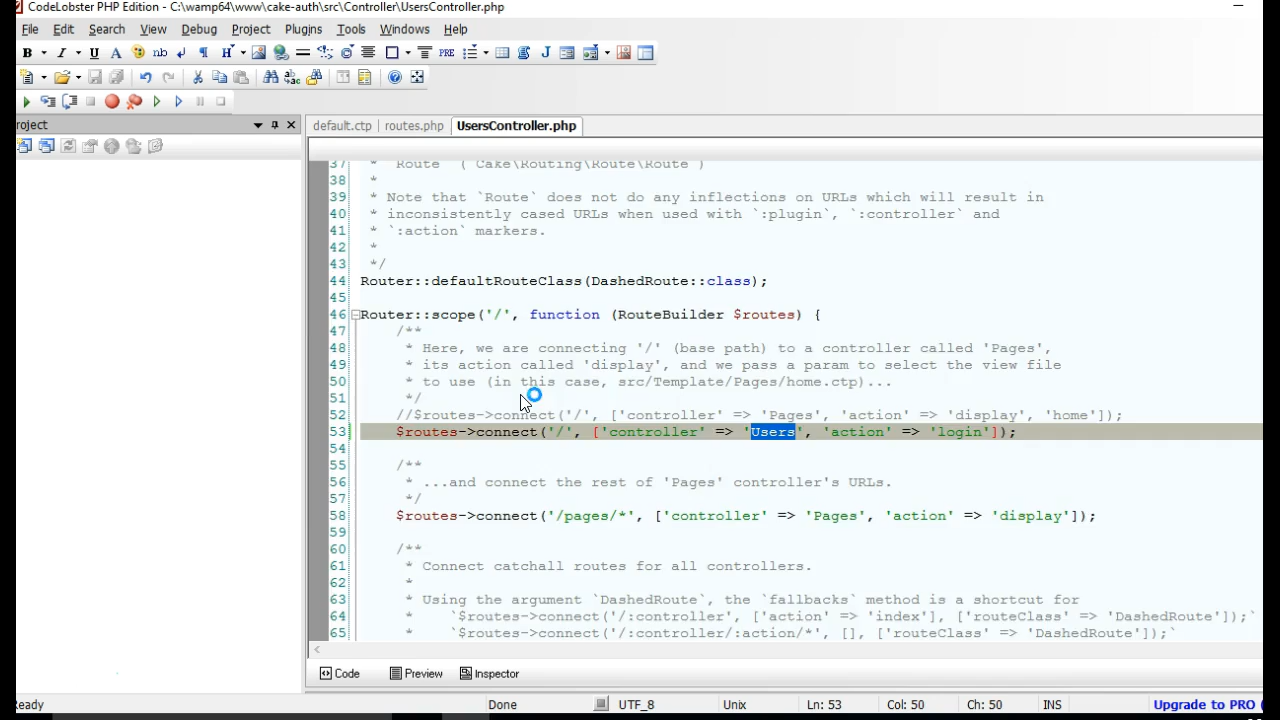 CodeLobster PHP Edition - C:\wamp64\www\cake-auth\src\Controller\UsersController.php
File Edit Search View Debug Project Plugins Tools Windows Help
B I U A nb ¶ H PRE J
roject
default.ctp routes.php UsersController.php
37 * `Route` (`Cake\Routing\Route\Route`)
38 *
39 * Note that `Route` does not do any inflections on URLs which will result in
40 * inconsistently cased URLs when used with `:plugin`, `:controller` and
41 * `:action` markers.
42 *
43 */
44 Router::defaultRouteClass(DashedRoute::class);
45
46 Router::scope('/', function (RouteBuilder $routes) {
47 /**
48 * Here, we are connecting '/' (base path) to a controller called 'Pages',
49 * its action called 'display', and we pass a param to select the view file
50 * to use (in this case, src/Template/Pages/home.ctp)...
51 */
52 //$routes->connect('/', ['controller' => 'Pages', 'action' => 'display', 'home']);
53 $routes->connect('/', ['controller' => 'Users', 'action' => 'login']);
54
55 /**
56 * ...and connect the rest of 'Pages' controller's URLs.
57 */
58 $routes->connect('/pages/*', ['controller' => 'Pages', 'action' => 'display']);
59
60 /**
61 * Connect catchall routes for all controllers.
62 *
63 * Using the argument `DashedRoute`, the `fallbacks` method is a shortcut for
64 * `$routes->connect('/:controller', ['action' => 'index'], ['routeClass' => 'DashedRoute']);`
65 * `$routes->connect('/:controller/:action/*', [], ['routeClass' => 'DashedRoute']);`
Code Preview Inspector
eady Done UTF_8 Unix Ln: 53 Col: 50 Ch: 50 INS Upgrade to PRO (